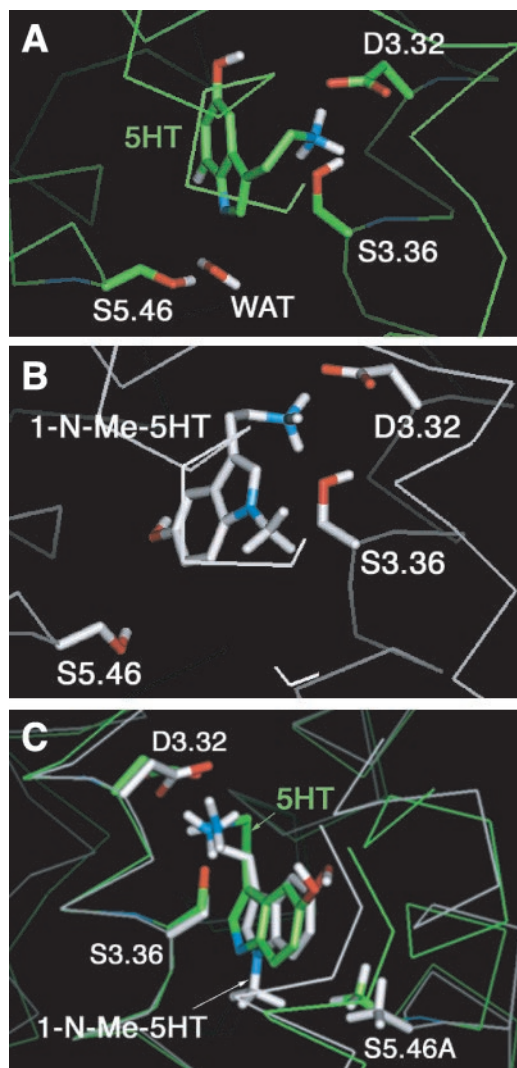 A
D3.32
5HT
S3.36
S5.46
WAT
B
1-N-Me-5HT
D3.32
S3.36
S5.46
C
D3.32
5HT
S3.36
1-N-Me-5HT
S5.46A